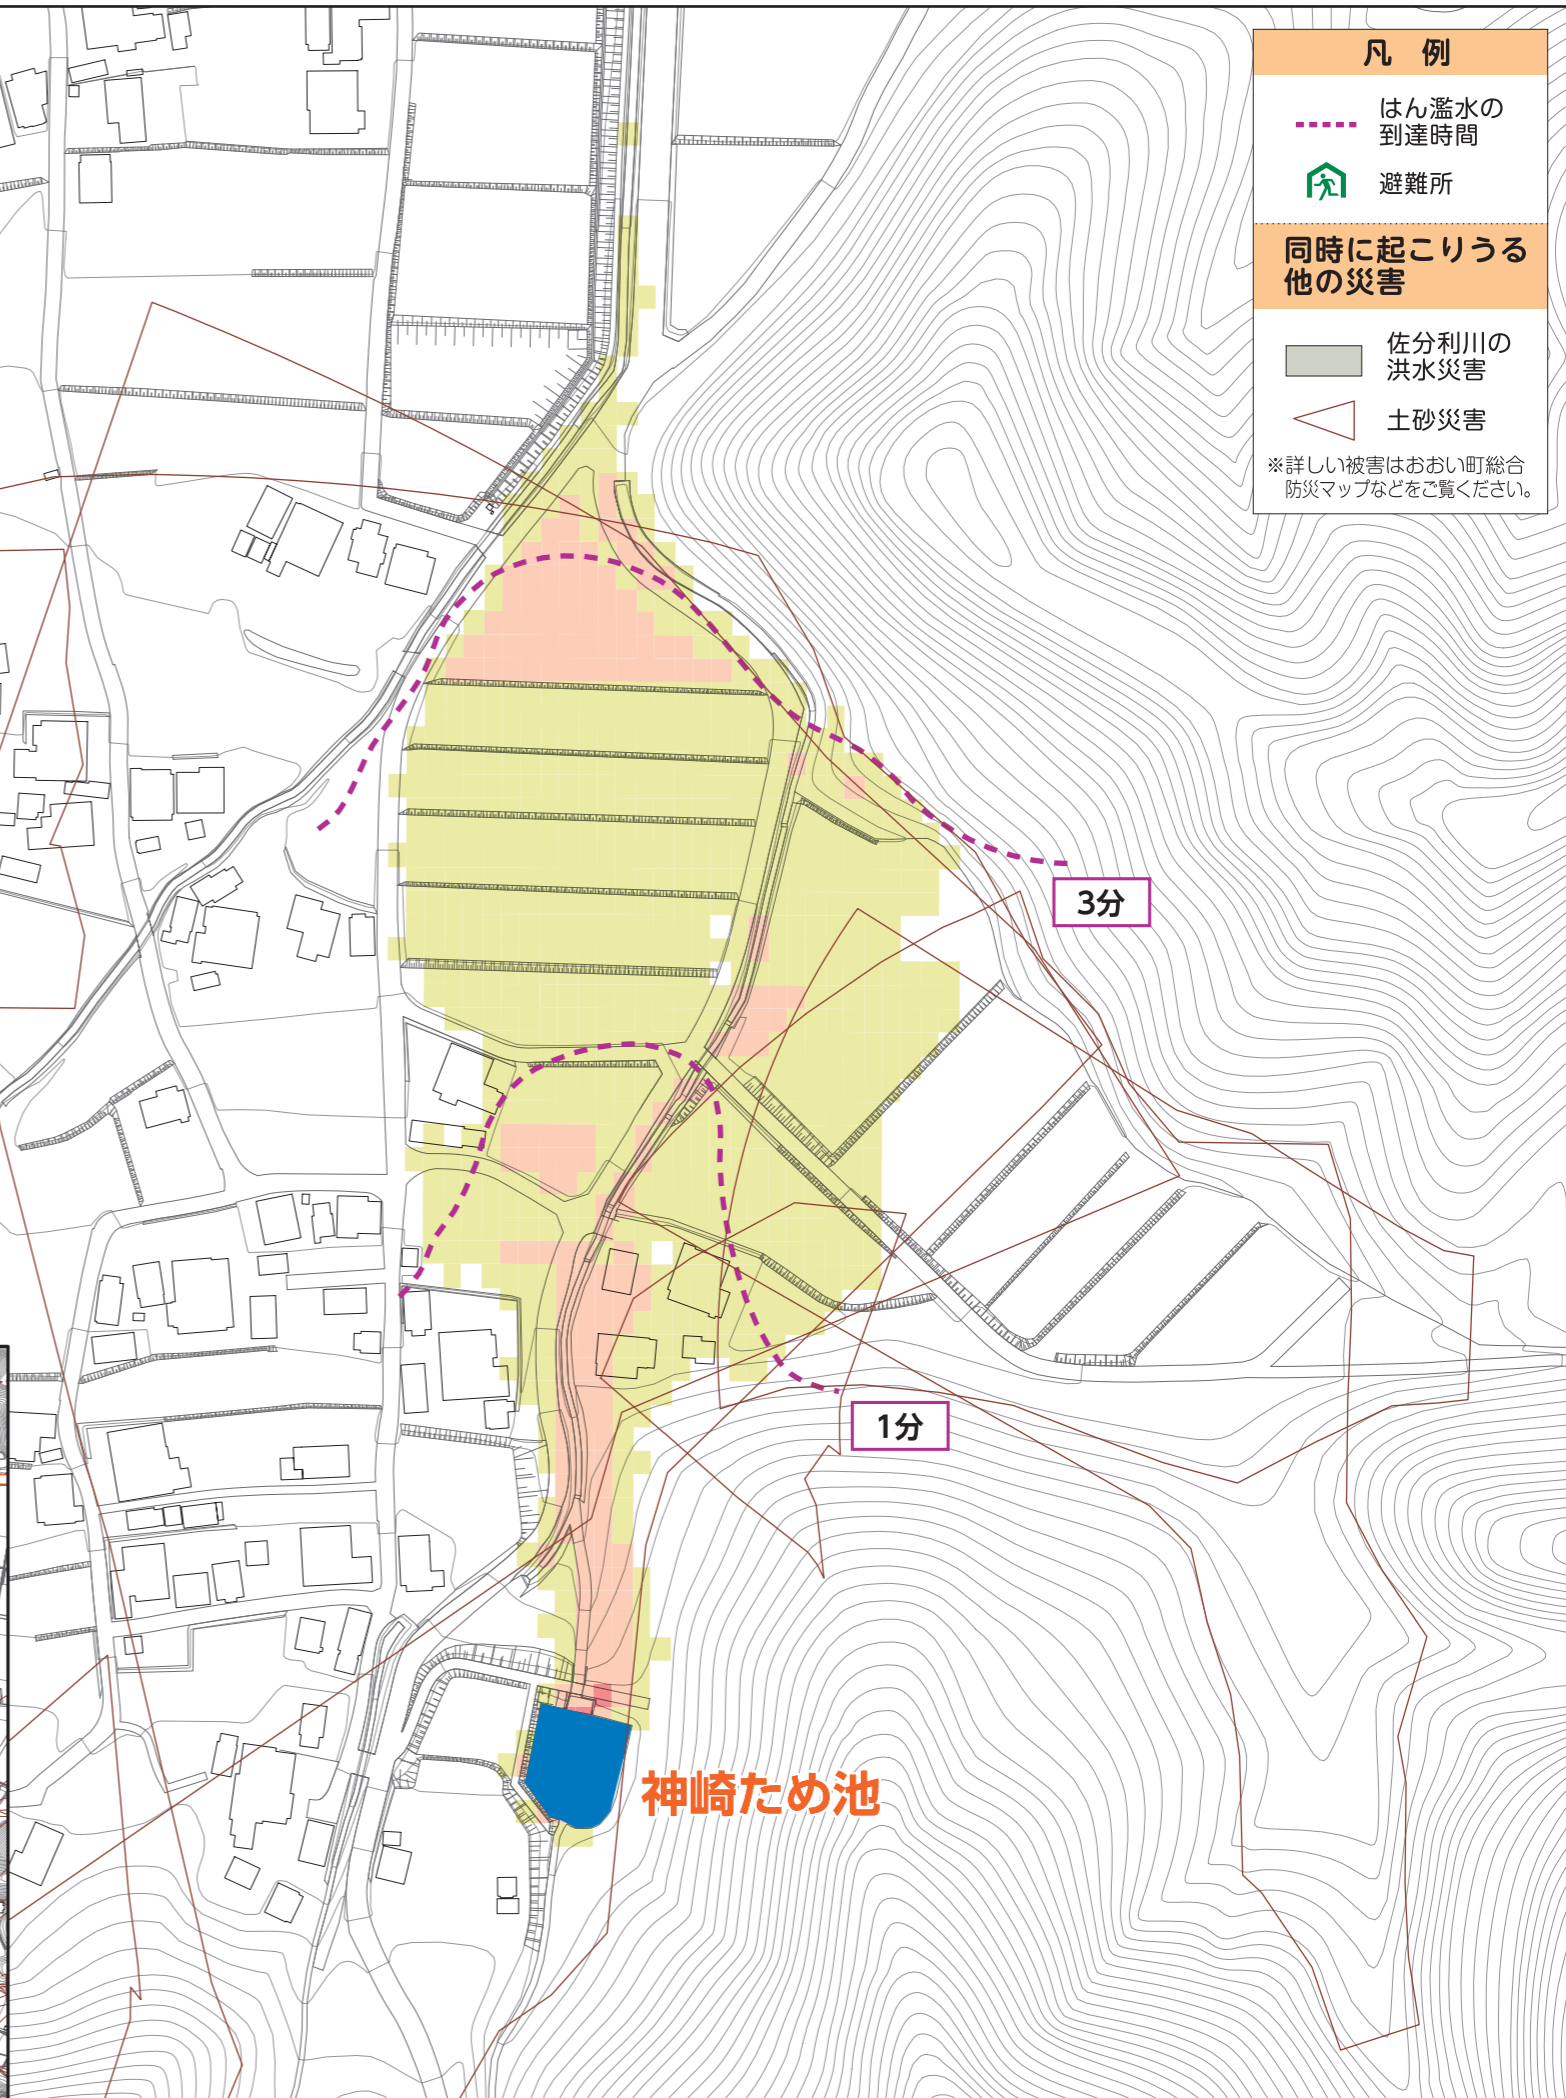 凡 例
はん濫水の
到達時間
避難所
同時に起こりうる
他の災害
佐分利川の
洪水災害
土砂災害
※詳しい被害はおおい町総合
防災マップなどをご覧ください。
3分
1分
神崎ため池